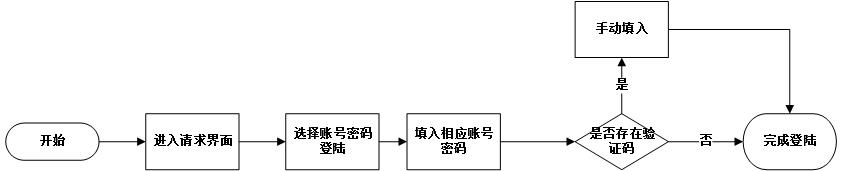 手动填入
是
开始
进入请求界面
选择账号密码
登陆
填入相应账号
密码
是否存在验
证码
否
完成登陆